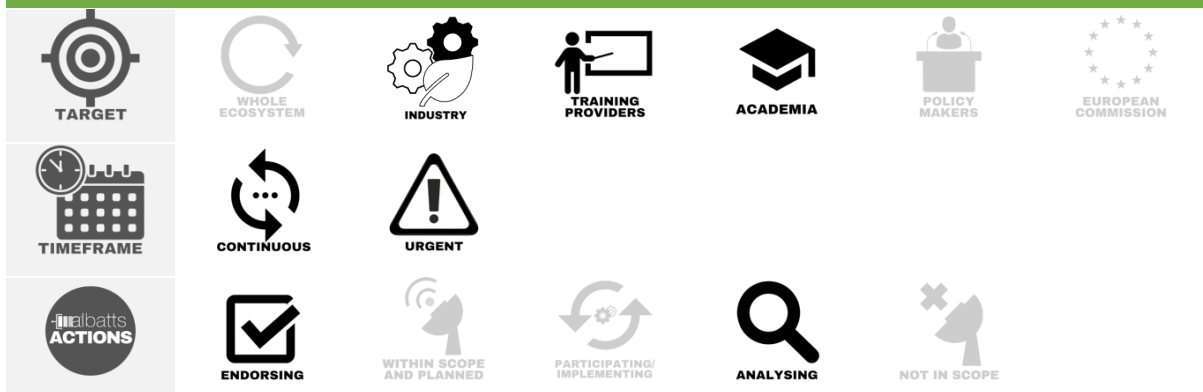 TARGET
WHOLE
ECOSYSTEM
INDUSTRY
TRAINING
PROVIDERS
ACADEMIA
POLICY
MAKERS
EUROPEAN
COMMISSION
TIMEFRAME
CONTINUOUS
URGENT
albatts
ACTIONS
ENDORSING
WITHIN SCOPE
AND PLANNED
PARTICIPATING/
IMPLEMENTING
ANALYSING
NOT IN SCOPE